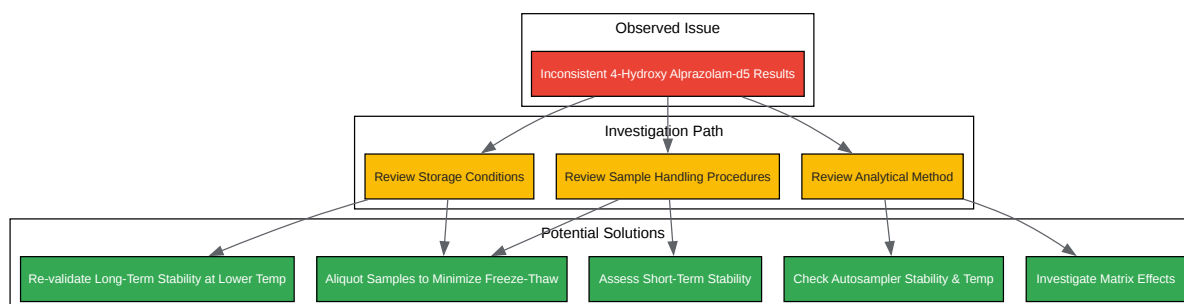 Observed Issue
Inconsistent 4-Hydroxy Alprazolam-d5 Results
Investigation Path
Review Storage Conditions
Review Sample Handling Procedures
Review Analytical Method
Potential Solutions
Re-validate Long-Term Stability at Lower Temp
Aliquot Samples to Minimize Freeze-Thaw
Assess Short-Term Stability
Check Autosampler Stability & Temp
Investigate Matrix Effects